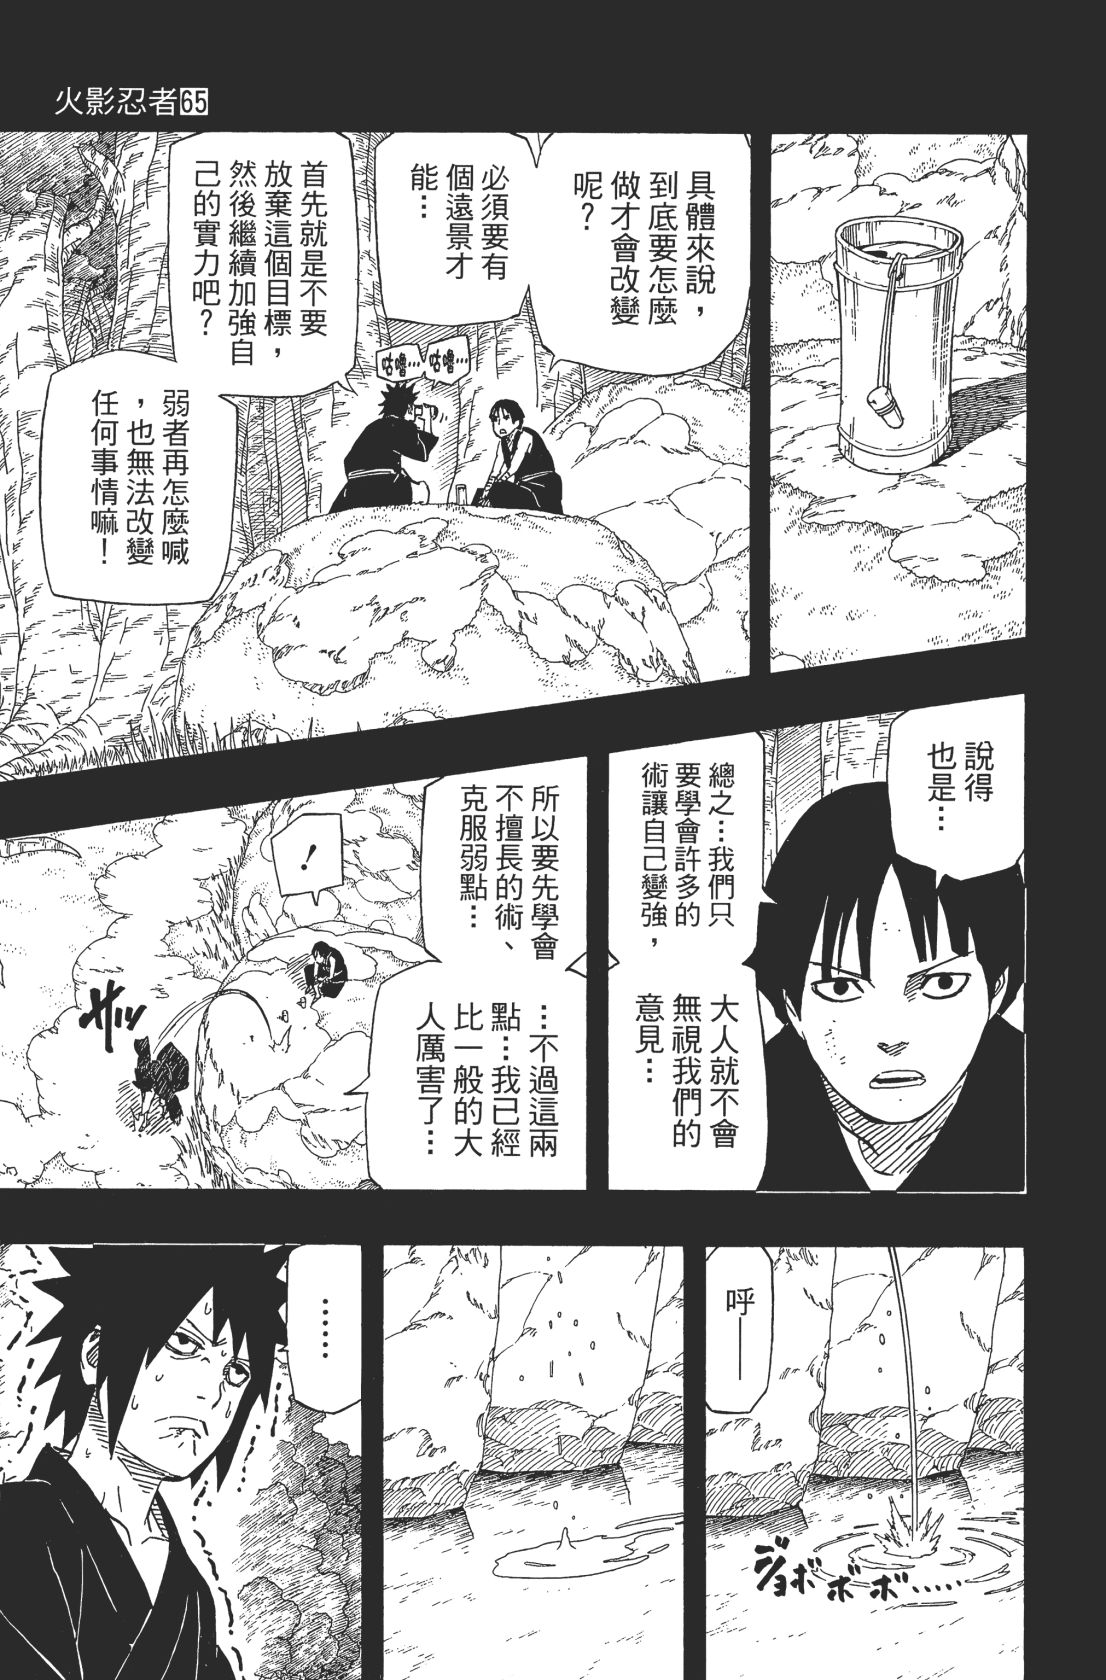 火影忍者65
具體來說，
到底要怎麼
做才會改變
呢？
必須要有
個遠景才
能…
首先就是不要
放棄這個目標，
然後繼續加強自
己的實力吧？
弱者再怎麼喊
，也無法改變
任何事情嘛！
咕嚕…
咕嚕…
說得
也是…
總之…我們只
要學會許多的
術讓自己變強，
大人就不會
無視我們的
意見…
所以要先學會
不擅長的術、
克服弱點…
…不過這兩
點…我已經
比一般的大
人厲害了…
！
ザッ
呼——
ジョボボボ……
……